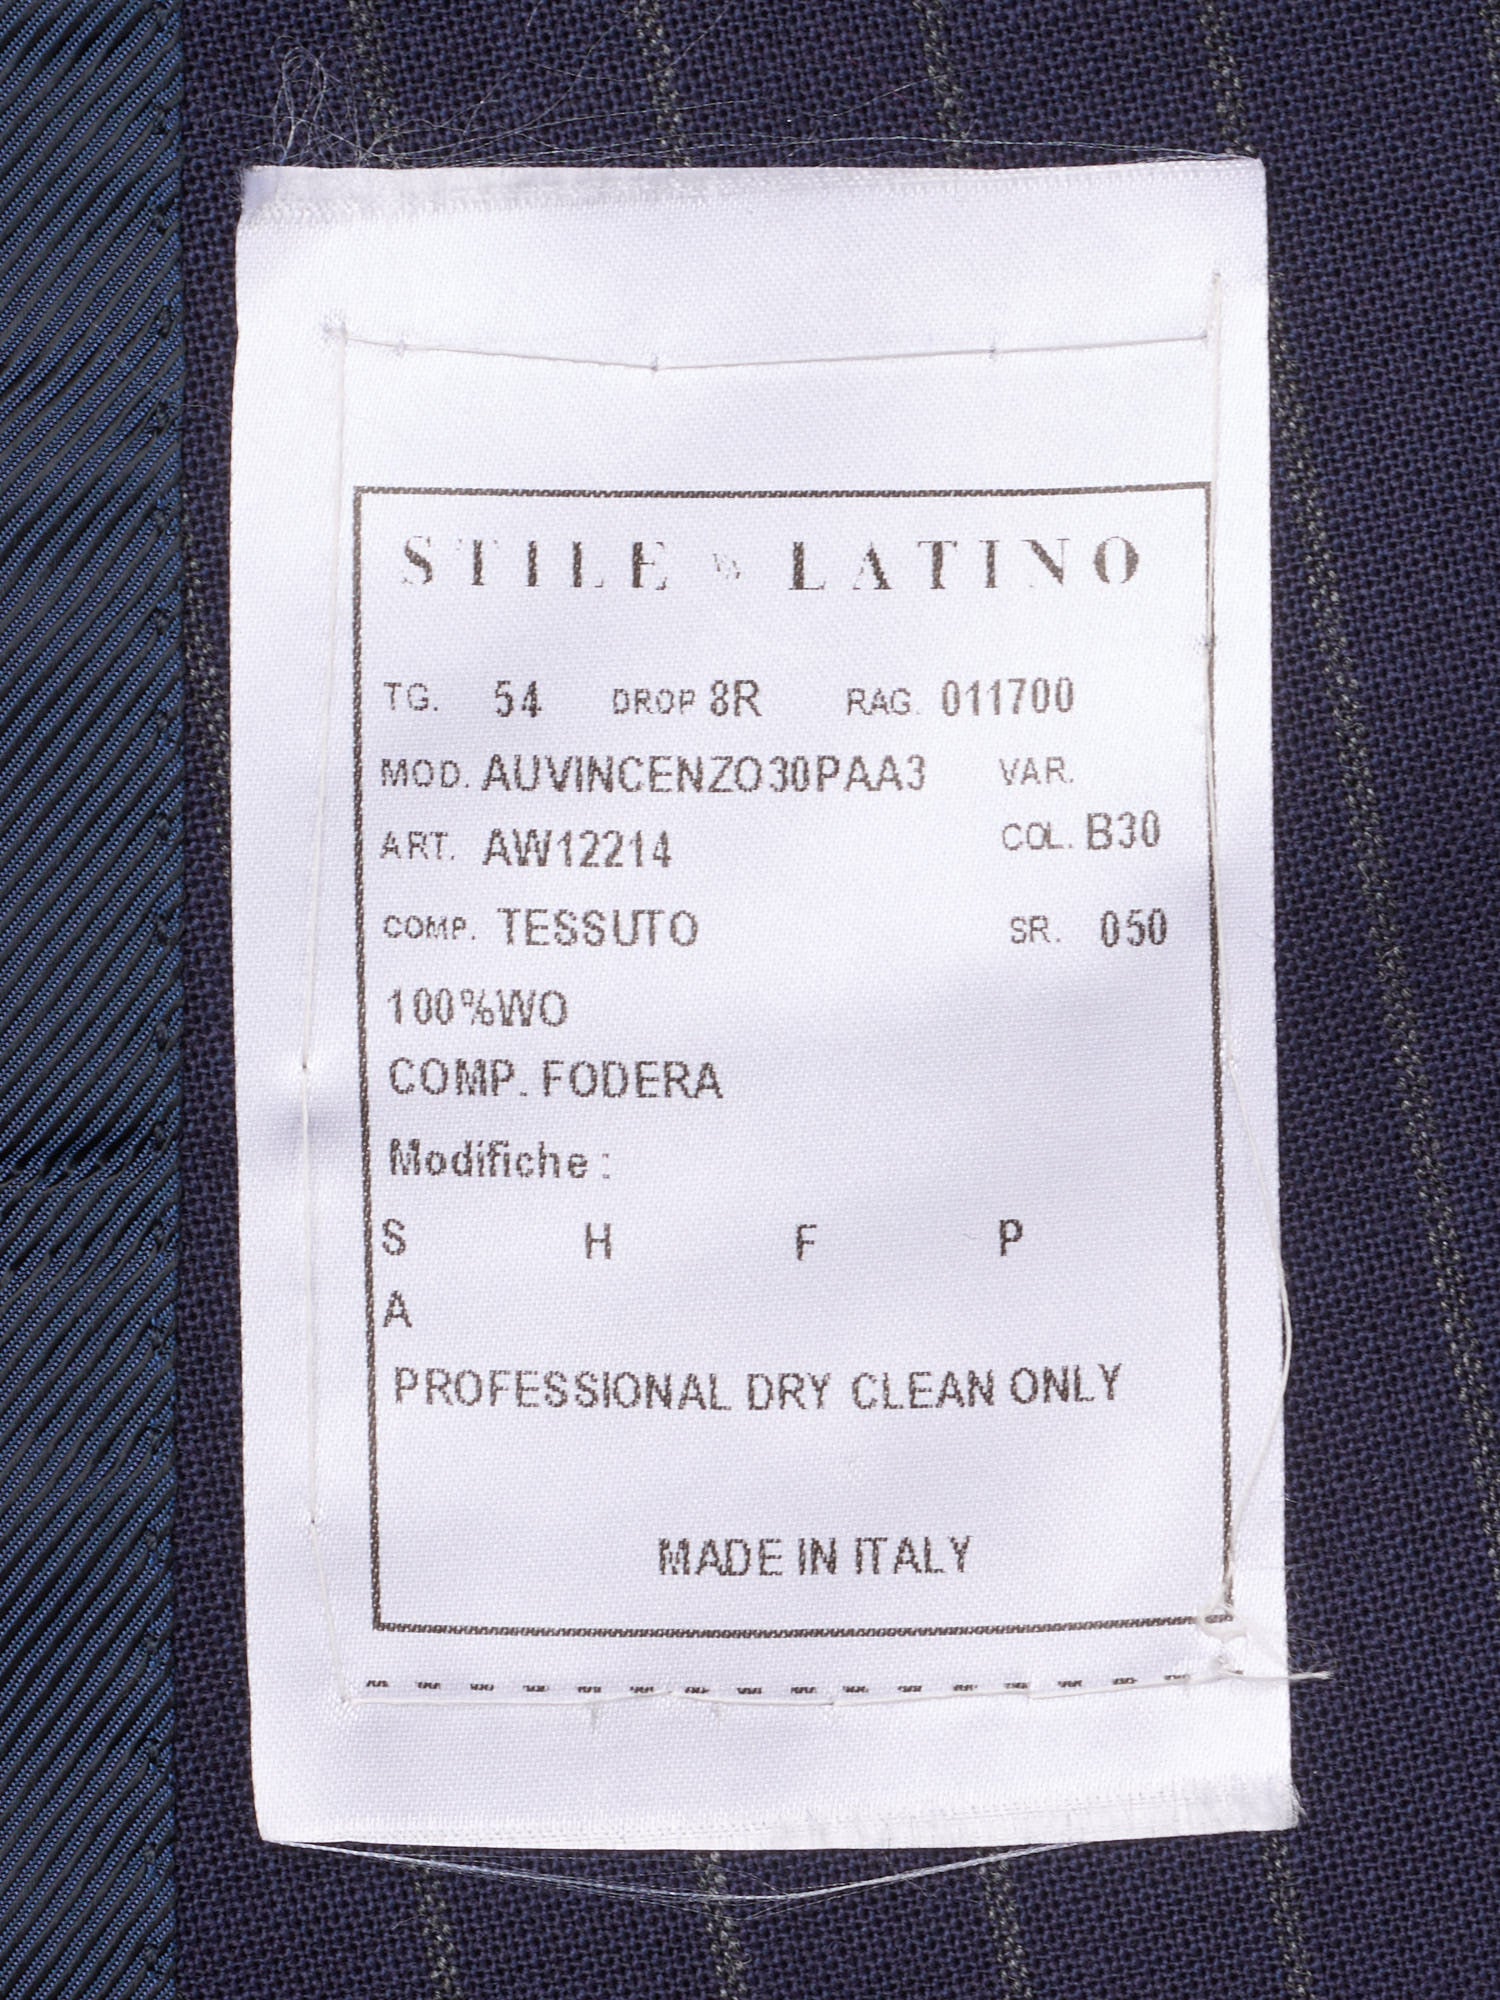 STILE LATINO
TG. 54 DROP 8R RAG. 011700
MOD. AUVINCENZO30PAA3 VAR.
ART. AW12214 COL. B30
COMP. TESSUTO SR. 050
100%WO
COMP. FODERA
Modifiche :
S H F P
A
PROFESSIONAL DRY CLEAN ONLY
MADE IN ITALY